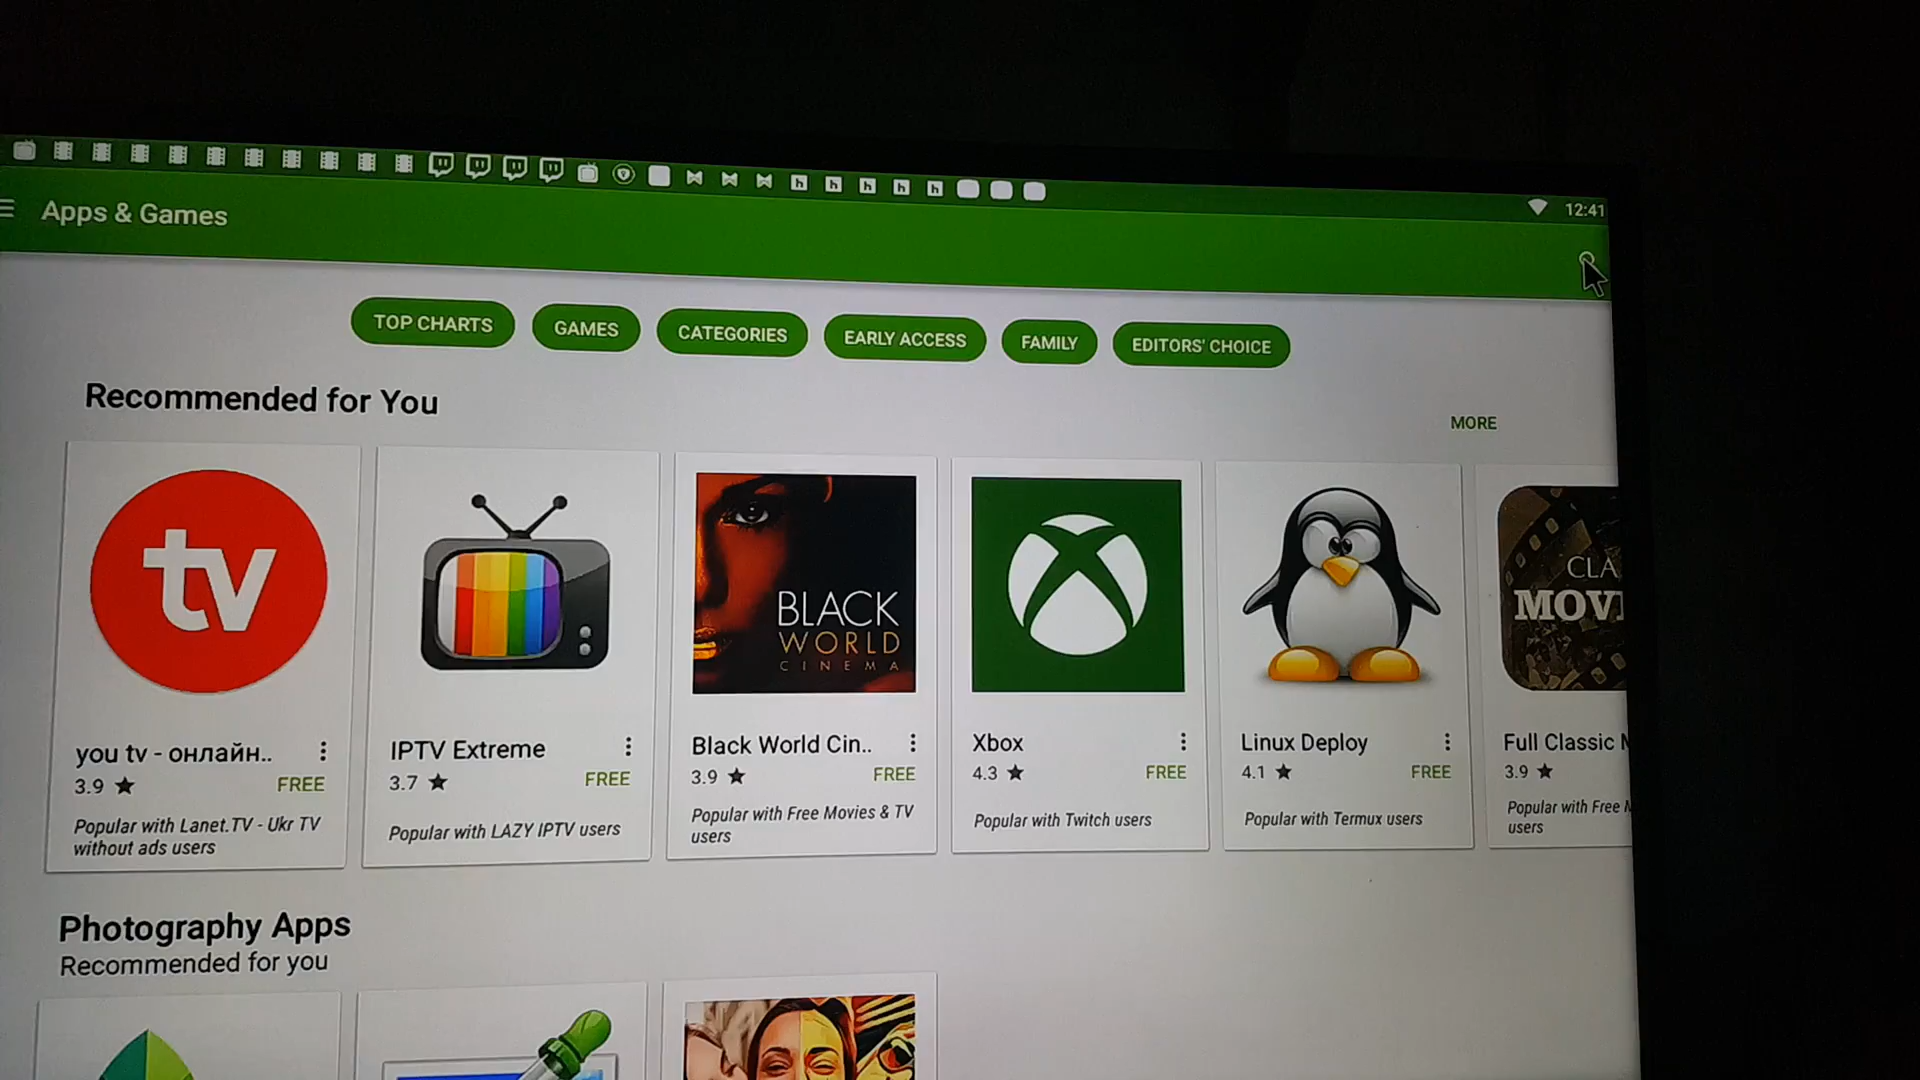 12:41
Apps & Games
TOP CHARTS
GAMES
CATEGORIES
EARLY ACCESS
FAMILY
EDITORS' CHOICE
Recommended for You
MORE
tv
BLACK
WORLD
CINEMA
CLA
MOVI
you tv - онлайн..
3.9 ★
FREE
Popular with Lanet.TV - Ukr TV
without ads users
IPTV Extreme
3.7 ★
FREE
Popular with LAZY IPTV users
Black World Cin..
3.9 ★
FREE
Popular with Free Movies & TV
users
Xbox
4.3 ★
FREE
Popular with Twitch users
Linux Deploy
4.1 ★
FREE
Popular with Termux users
Full Classic
3.9 ★
Popular with Free
users
Photography Apps
Recommended for you